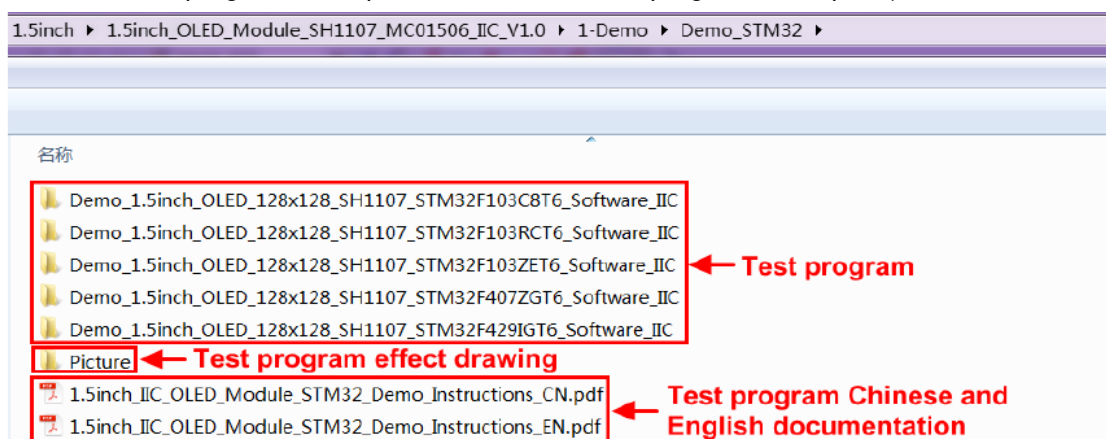 1.5inch ▸ 1.5inch_OLED_Module_SH1107_MC01506_IIC_V1.0 ▸ 1-Demo ▸ Demo_STM32 ▸
名称
Demo_1.5inch_OLED_128x128_SH1107_STM32F103C8T6_Software_IIC
Demo_1.5inch_OLED_128x128_SH1107_STM32F103RCT6_Software_IIC
Demo_1.5inch_OLED_128x128_SH1107_STM32F103ZET6_Software_IIC
Test program
Demo_1.5inch_OLED_128x128_SH1107_STM32F407ZGT6_Software_IIC
Demo_1.5inch_OLED_128x128_SH1107_STM32F429IGT6_Software_IIC
Picture
Test program effect drawing
1.5inch_IIC_OLED_Module_STM32_Demo_Instructions_CN.pdf
1.5inch_IIC_OLED_Module_STM32_Demo_Instructions_EN.pdf
Test program Chinese and
English documentation